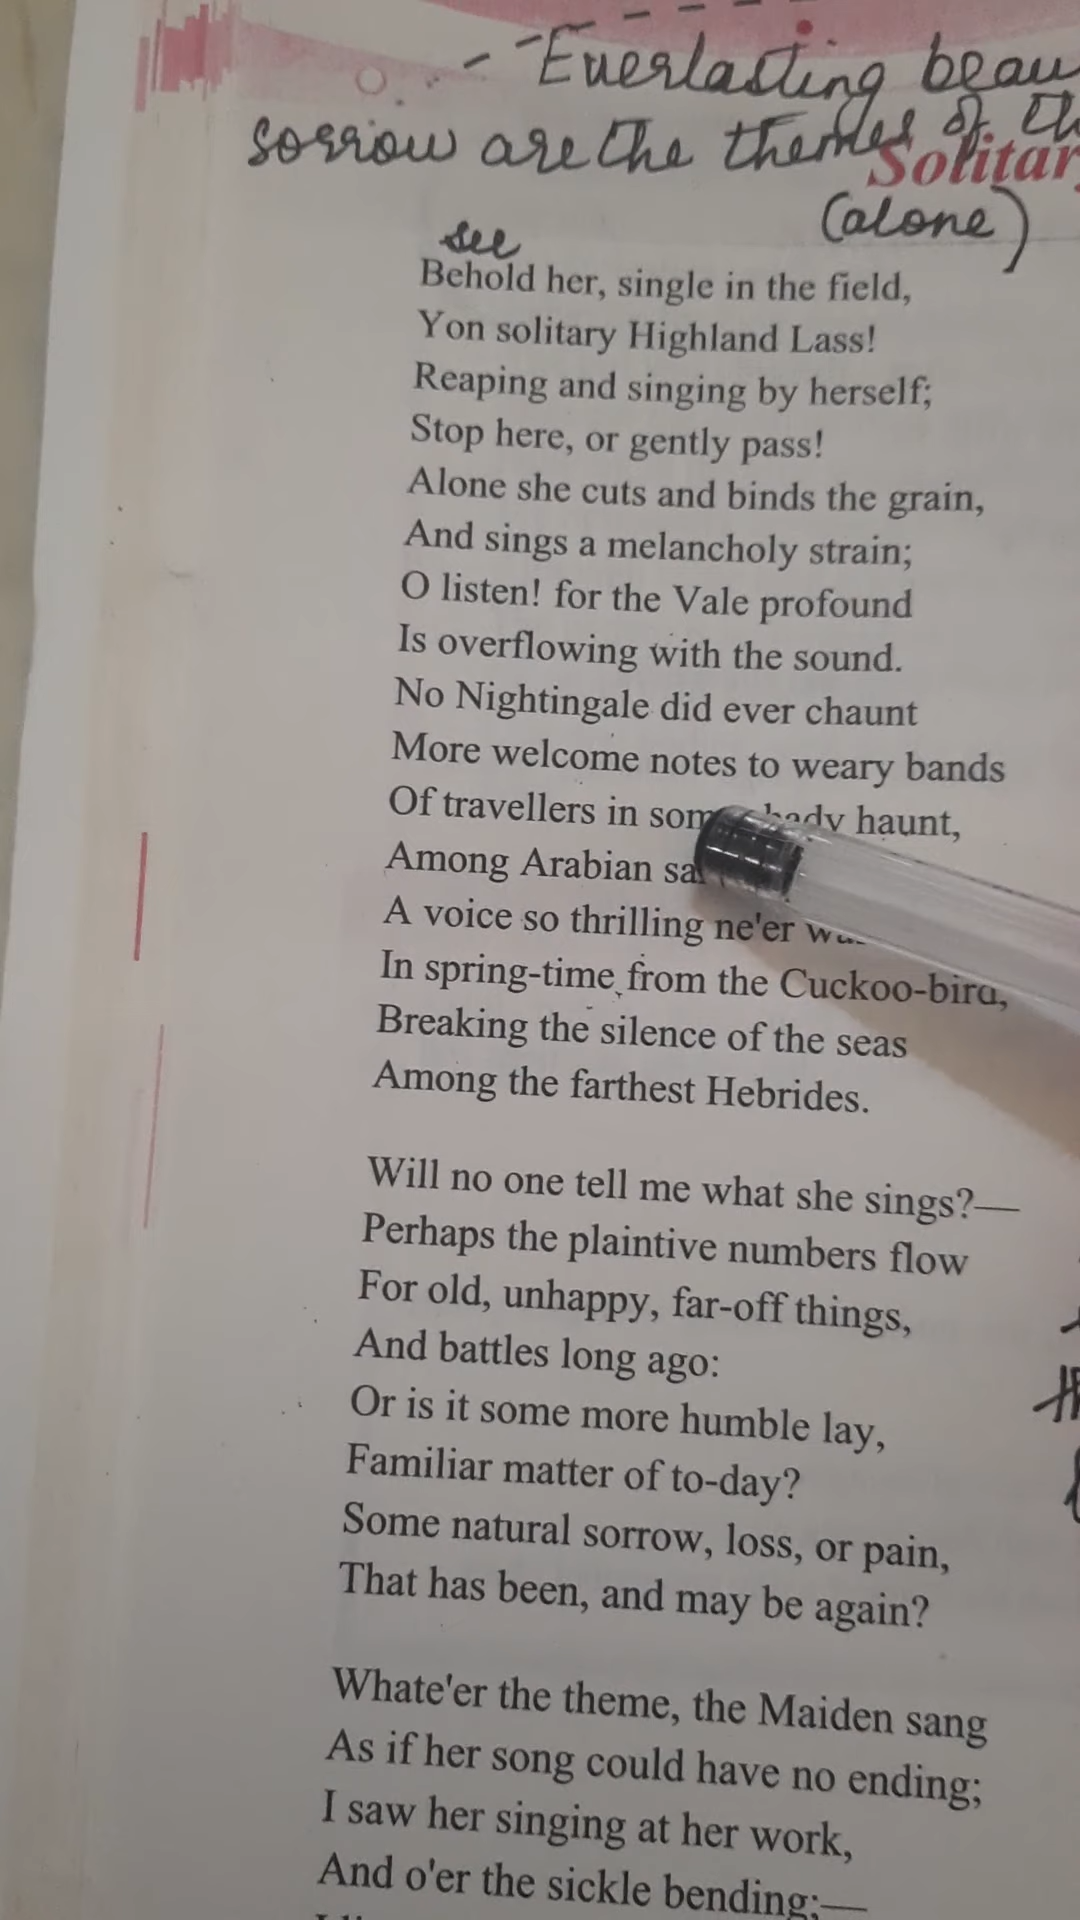 - - Everlasting beau
sorrow are the themes of th
Solitar
(alone)
see
Behold her, single in the field,
Yon solitary Highland Lass!
Reaping and singing by herself;
Stop here, or gently pass!
Alone she cuts and binds the grain,
And sings a melancholy strain;
O listen! for the Vale profound
Is overflowing with the sound.
No Nightingale did ever chaunt
More welcome notes to weary bands
Of travellers in som hady haunt,
Among Arabian sa
A voice so thrilling ne'er
In spring-time from the Cuckoo-bird,
Breaking the silence of the seas
Among the farthest Hebrides.
Will no one tell me what she sings?—
Perhaps the plaintive numbers flow
For old, unhappy, far-off things,
And battles long ago:
Or is it some more humble lay,
Familiar matter of to-day?
Some natural sorrow, loss, or pain,
That has been, and may be again?
Whate'er the theme, the Maiden sang
As if her song could have no ending;
I saw her singing at her work,
And o'er the sickle bending;—